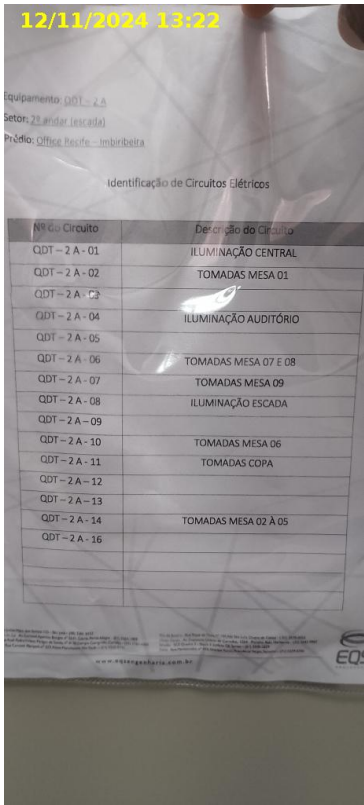 12/11/2024 13:22
Equipamento: QDT – 2 A
Setor: 2º andar (escada)
Prédio: Office Recife - Imbiribeira
Identificação de Circuitos Elétricos
Nº do Circuito Descrição do Circuito
QDT – 2 A - 01 ILUMINAÇÃO CENTRAL
QDT – 2 A - 02 TOMADAS MESA 01
QDT – 2 A - 03
QDT – 2 A - 04 ILUMINAÇÃO AUDITÓRIO
QDT – 2 A - 05
QDT – 2 A - 06 TOMADAS MESA 07 E 08
QDT – 2 A - 07 TOMADAS MESA 09
QDT – 2 A - 08 ILUMINAÇÃO ESCADA
QDT – 2 A – 09
QDT – 2 A - 10 TOMADAS MESA 06
QDT – 2 A - 11 TOMADAS COPA
QDT – 2 A – 12
QDT – 2 A – 13
QDT – 2 A - 14 TOMADAS MESA 02 À 05
QDT – 2 A - 16
www.eqsengenharia.com.br
EQS